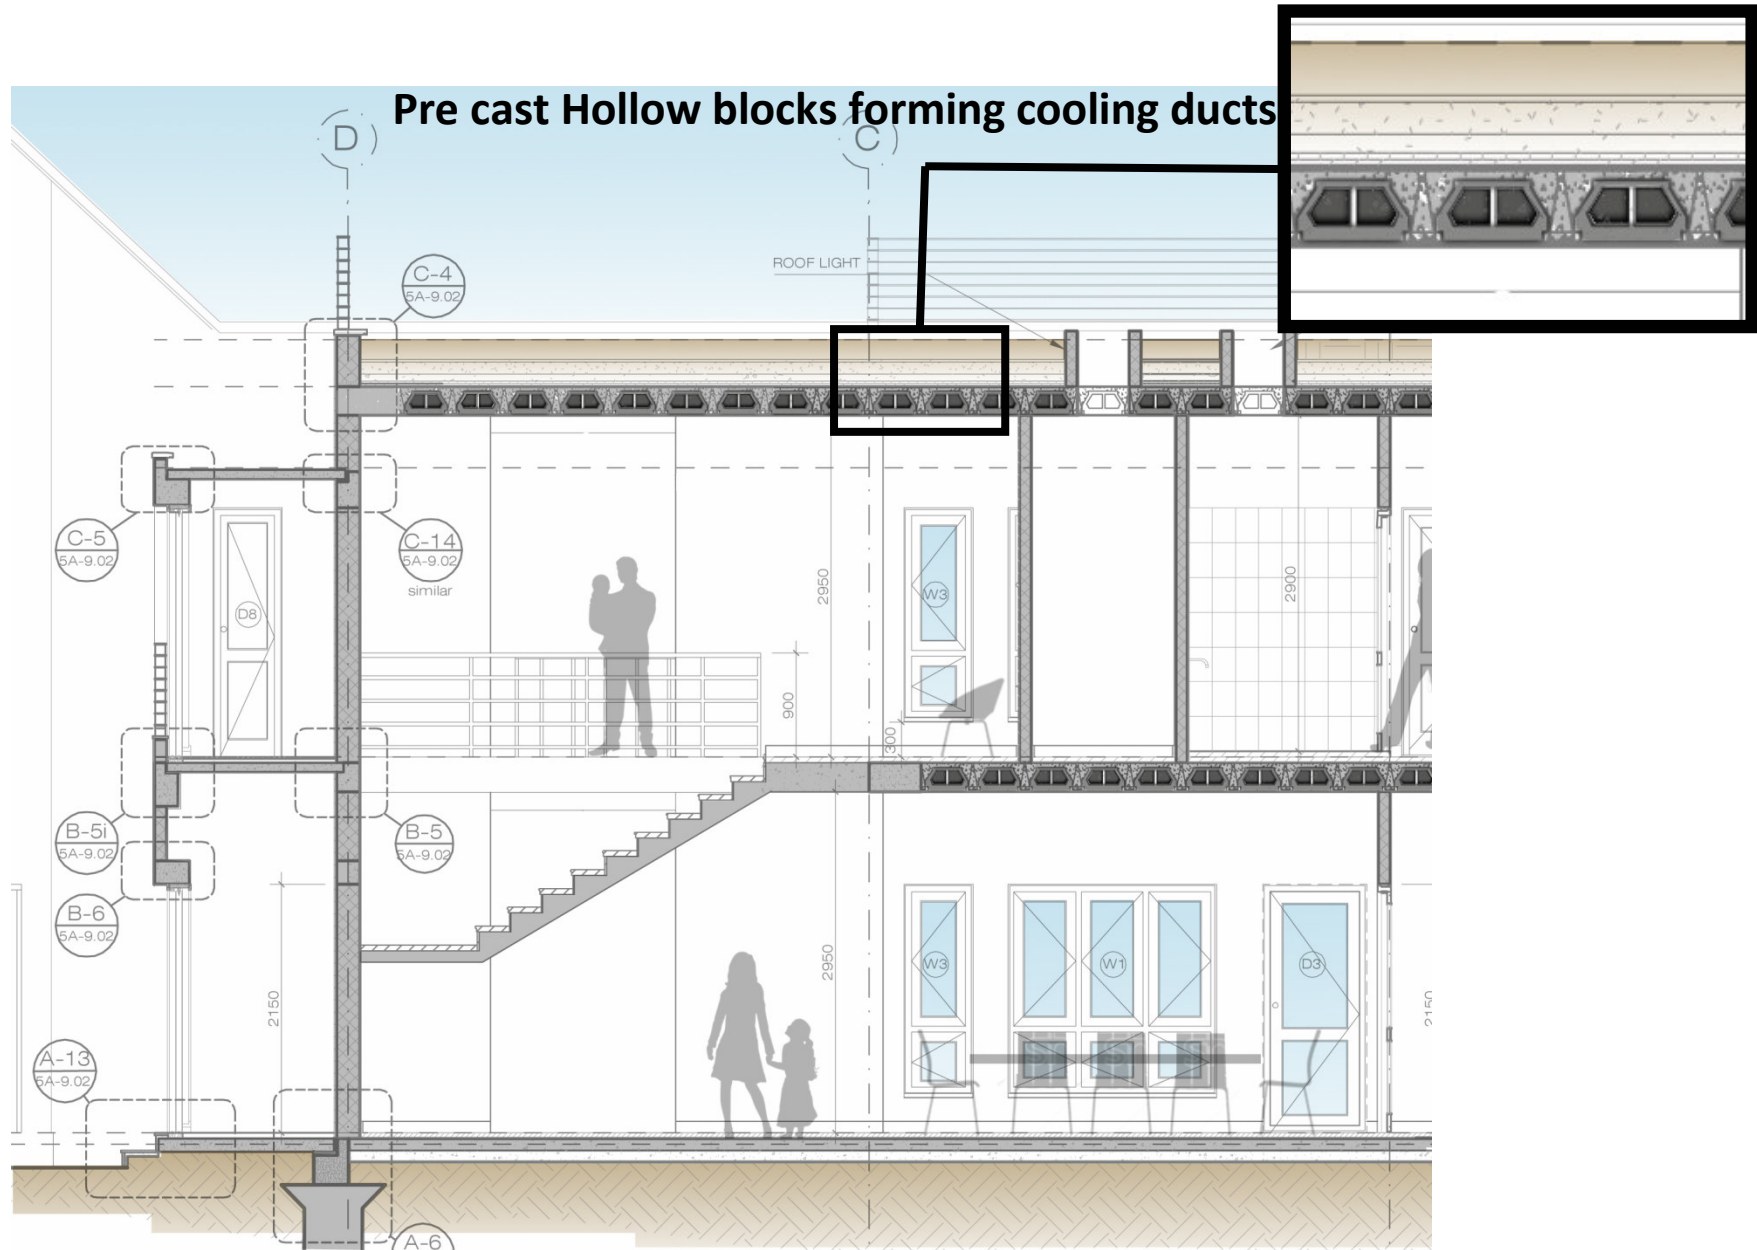 Pre cast Hollow blocks forming cooling ducts
D
C
C-4
5A-9.02
ROOF LIGHT
C-5
5A-9.02
C-14
5A-9.02
similar
2950
W3
2900
D8
900
300
B-5i
5A-9.02
B-5
5A-9.02
B-6
5A-9.02
2150
2950
W3
W1
D3
2150
A-13
5A-9.02
A-6